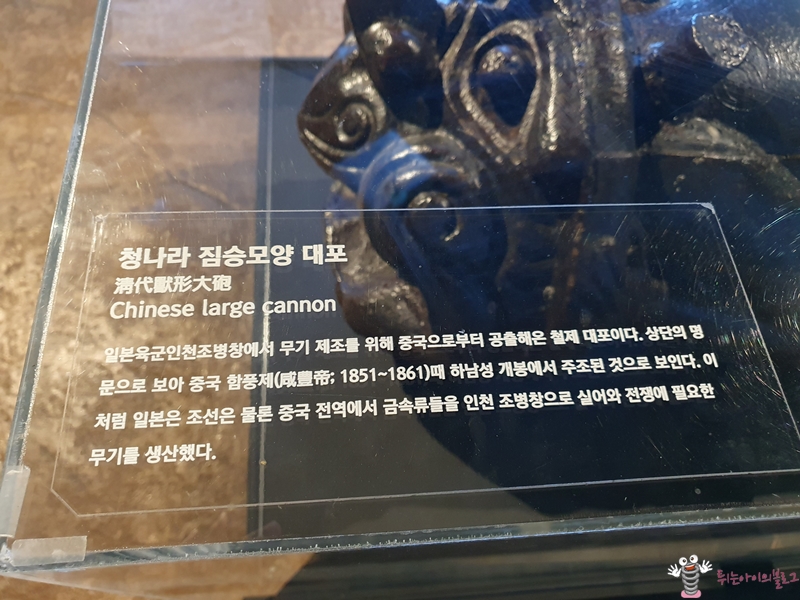 청나라 짐승모양 대포
淸代獸形大砲
Chinese large cannon
일본육군인천조병창에서 무기 제조를 위해 중국으로부터 공출해온 철제 대포이다. 상단의 명
문으로 보아 중국 함풍제(咸豊帝; 1851~1861)때 하남성 개봉에서 주조된 것으로 보인다. 이
처럼 일본은 조선은 물론 중국 전역에서 금속류들을 인천 조병창으로 실어와 전쟁에 필요한
무기를 생산했다.
튀는아이의블로그